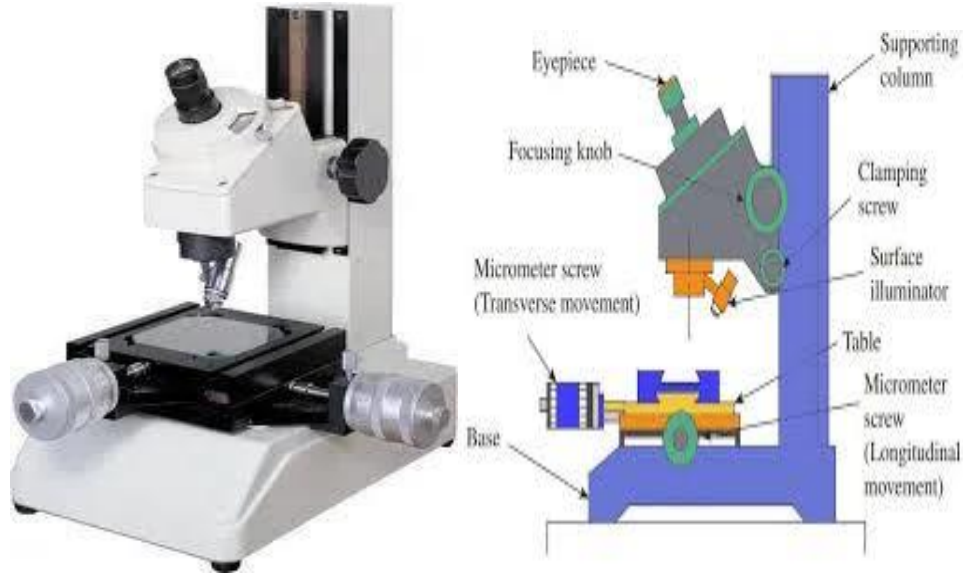 Eyepiece
Supporting
column
Focusing knob
Clamping
screw
Micrometer screw
(Transverse movement)
Surface
illuminator
Table
Micrometer
screw
(Longitudinal
movement)
Base